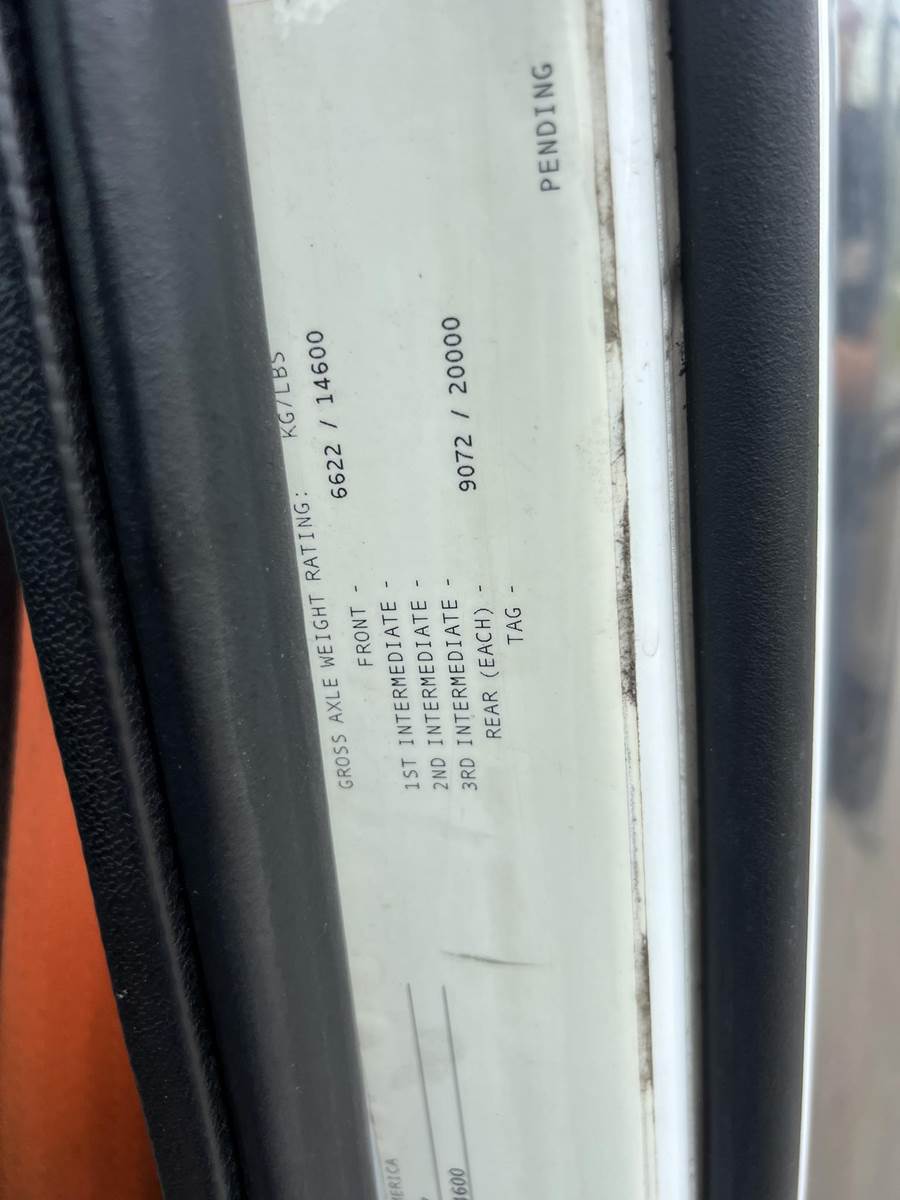 GROSS AXLE WEIGHT RATING: KG/LBS
FRONT - 6622 / 14600
1ST INTERMEDIATE -
2ND INTERMEDIATE -
3RD INTERMEDIATE -
REAR (EACH) - 9072 / 20000
TAG -
PENDING